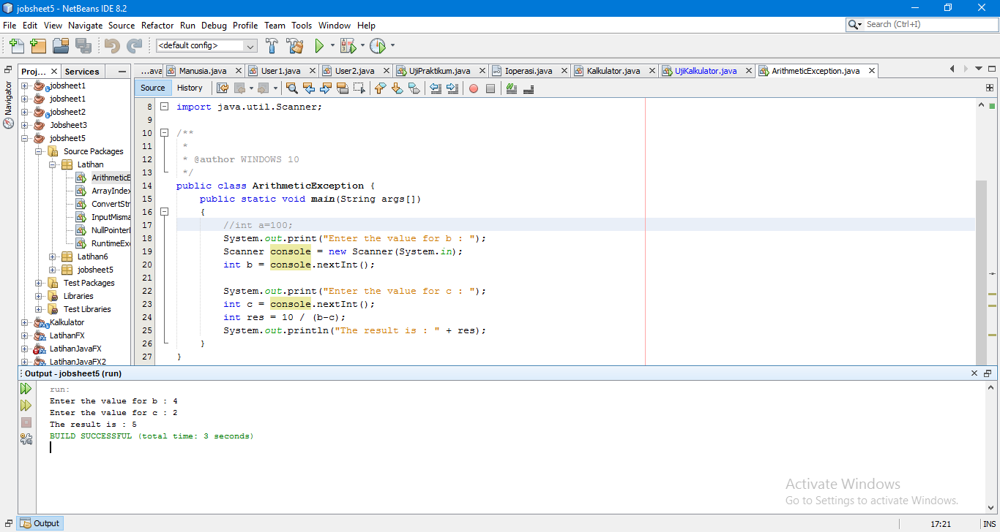 jobsheet5 - NetBeans IDE 8.2
File Edit View Navigate Source Refactor Run Debug Profile Team Tools Window Help
Search (Ctrl+I)
<default config>
Proj... Services
...ava Manusia.java User1.java User2.java UjiPraktikum.java Ioperasi.java Kalkulator.java UjiKalkulator.java ArithmeticException.java
Navigator
Source History
jobsheet1
jobsheet1
jobsheet2
Jobsheet3
jobsheet5
Source Packages
Latihan
ArithmeticE
ArrayIndex
ConvertStr
InputMisma
NullPointerE
RuntimeExc
Latihan6
jobsheet5
Test Packages
Libraries
Test Libraries
Kalkulator
LatihanFX
LatihanJavaFX
LatihanJavaFX2
8 import java.util.Scanner;
9
10 /**
11 *
12 * @author WINDOWS 10
13 */
14 public class ArithmeticException {
15 public static void main(String args[])
16 {
17 //int a=100;
18 System.out.print("Enter the value for b : ");
19 Scanner console = new Scanner(System.in);
20 int b = console.nextInt();
21
22 System.out.print("Enter the value for c : ");
23 int c = console.nextInt();
24 int res = 10 / (b-c);
25 System.out.println("The result is : " + res);
26 }
27 }
Output - jobsheet5 (run)
run:
Enter the value for b : 4
Enter the value for c : 2
The result is : 5
BUILD SUCCESSFUL (total time: 3 seconds)
Activate Windows
Go to Settings to activate Windows.
Output
17:21 INS